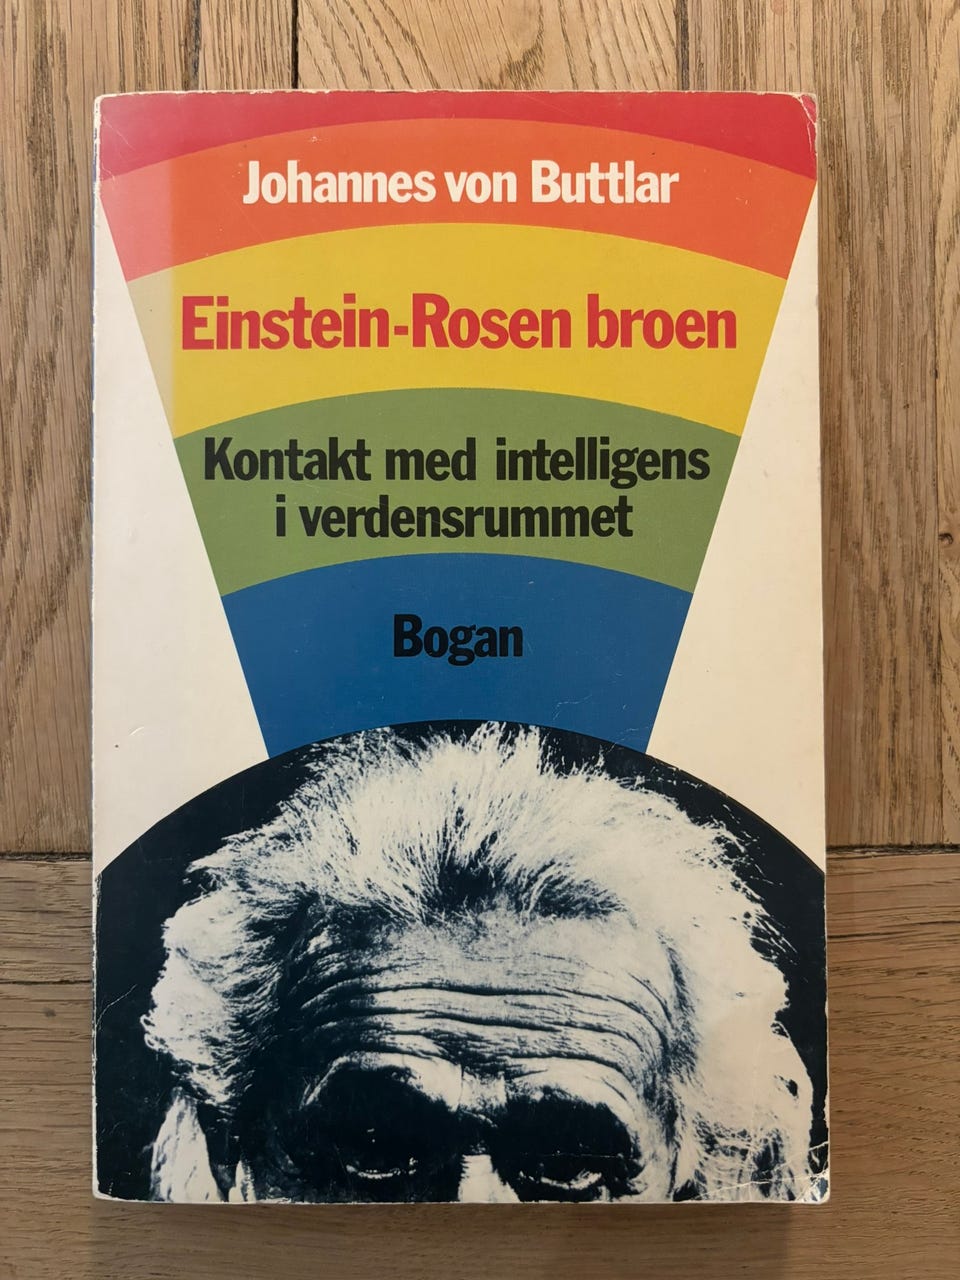 Johannes von Buttlar
Einstein-Rosen broen
Kontakt med intelligens
i verdensrummet
Bogan